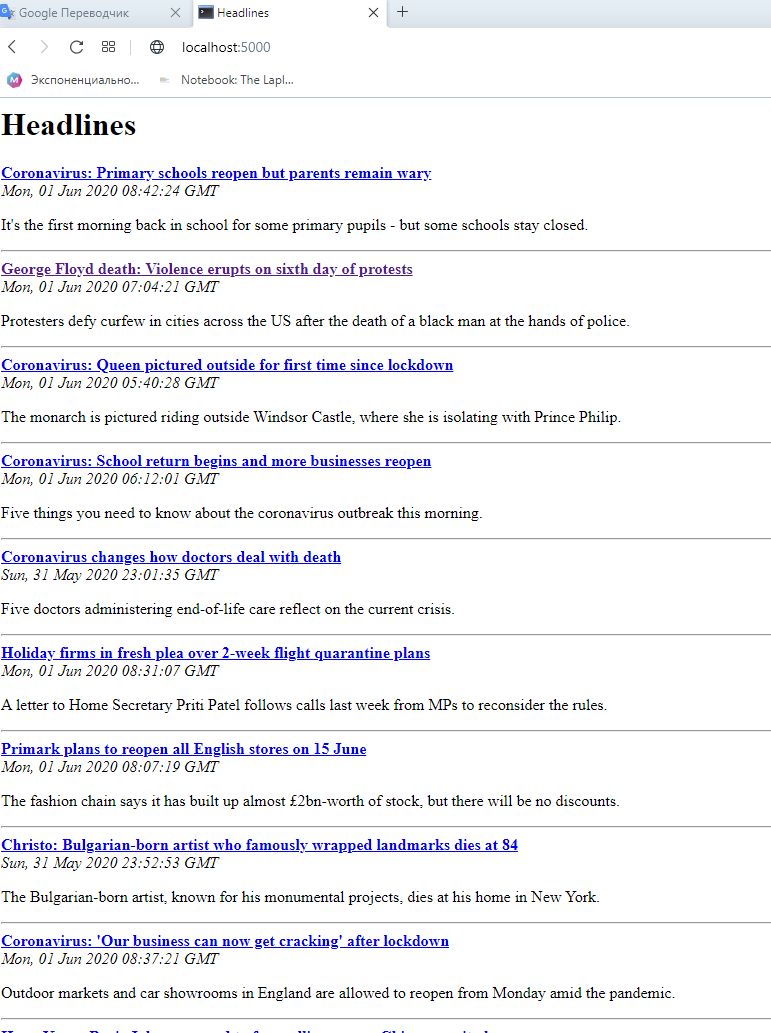 Google Переводчик
Headlines
localhost:5000
Экспоненциально...
Notebook: The Lapl...
Headlines
Coronavirus: Primary schools reopen but parents remain wary
Mon, 01 Jun 2020 08:42:24 GMT
It's the first morning back in school for some primary pupils - but some schools stay closed.
George Floyd death: Violence erupts on sixth day of protests
Mon, 01 Jun 2020 07:04:21 GMT
Protesters defy curfew in cities across the US after the death of a black man at the hands of police.
Coronavirus: Queen pictured outside for first time since lockdown
Mon, 01 Jun 2020 05:40:28 GMT
The monarch is pictured riding outside Windsor Castle, where she is isolating with Prince Philip.
Coronavirus: School return begins and more businesses reopen
Mon, 01 Jun 2020 06:12:01 GMT
Five things you need to know about the coronavirus outbreak this morning.
Coronavirus changes how doctors deal with death
Sun, 31 May 2020 23:01:35 GMT
Five doctors administering end-of-life care reflect on the current crisis.
Holiday firms in fresh plea over 2-week flight quarantine plans
Mon, 01 Jun 2020 08:31:07 GMT
A letter to Home Secretary Priti Patel follows calls last week from MPs to reconsider the rules.
Primark plans to reopen all English stores on 15 June
Mon, 01 Jun 2020 08:07:19 GMT
The fashion chain says it has built up almost £2bn-worth of stock, but there will be no discounts.
Christo: Bulgarian-born artist who famously wrapped landmarks dies at 84
Sun, 31 May 2020 23:52:53 GMT
The Bulgarian-born artist, known for his monumental projects, dies at his home in New York.
Coronavirus: 'Our business can now get cracking' after lockdown
Mon, 01 Jun 2020 08:37:21 GMT
Outdoor markets and car showrooms in England are allowed to reopen from Monday amid the pandemic.